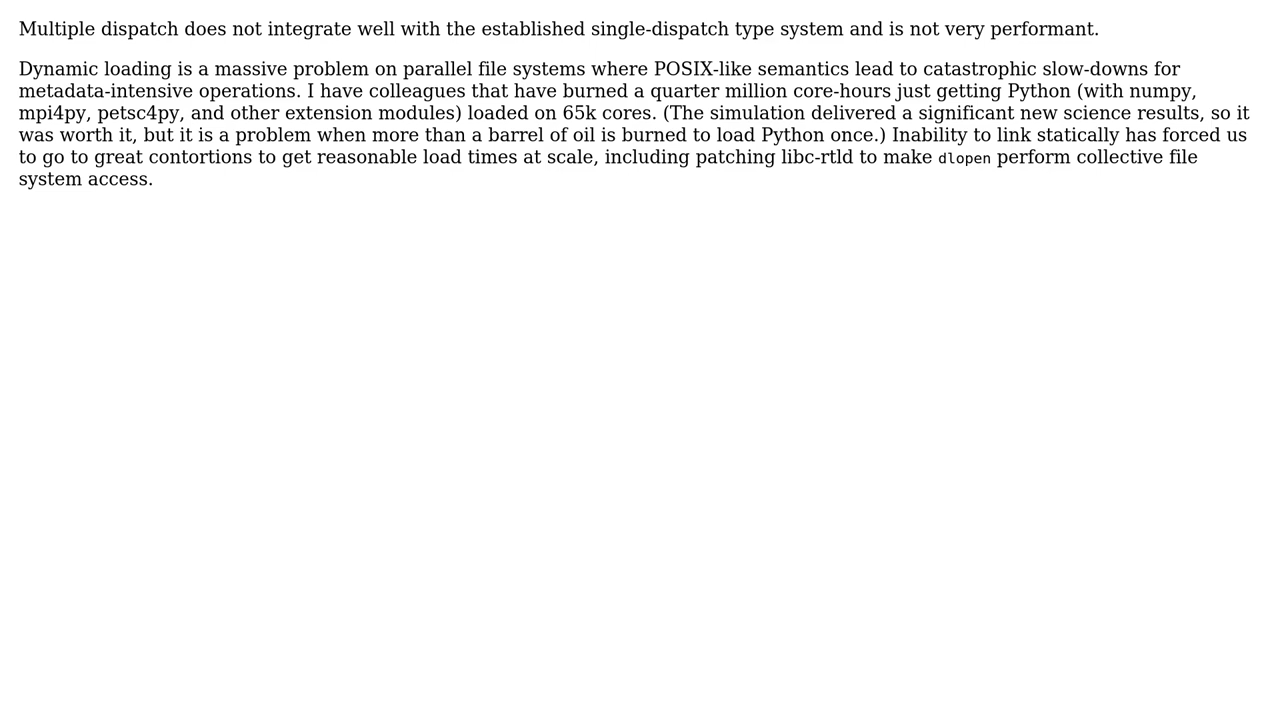 Multiple dispatch does not integrate well with the established single-dispatch type system and is not very performant.
Dynamic loading is a massive problem on parallel file systems where POSIX-like semantics lead to catastrophic slow-downs for
metadata-intensive operations. I have colleagues that have burned a quarter million core-hours just getting Python (with numpy,
mpi4py, petsc4py, and other extension modules) loaded on 65k cores. (The simulation delivered a significant new science results, so it
was worth it, but it is a problem when more than a barrel of oil is burned to load Python once.) Inability to link statically has forced us
to go to great contortions to get reasonable load times at scale, including patching libc-rtld to make dlopen perform collective file
system access.